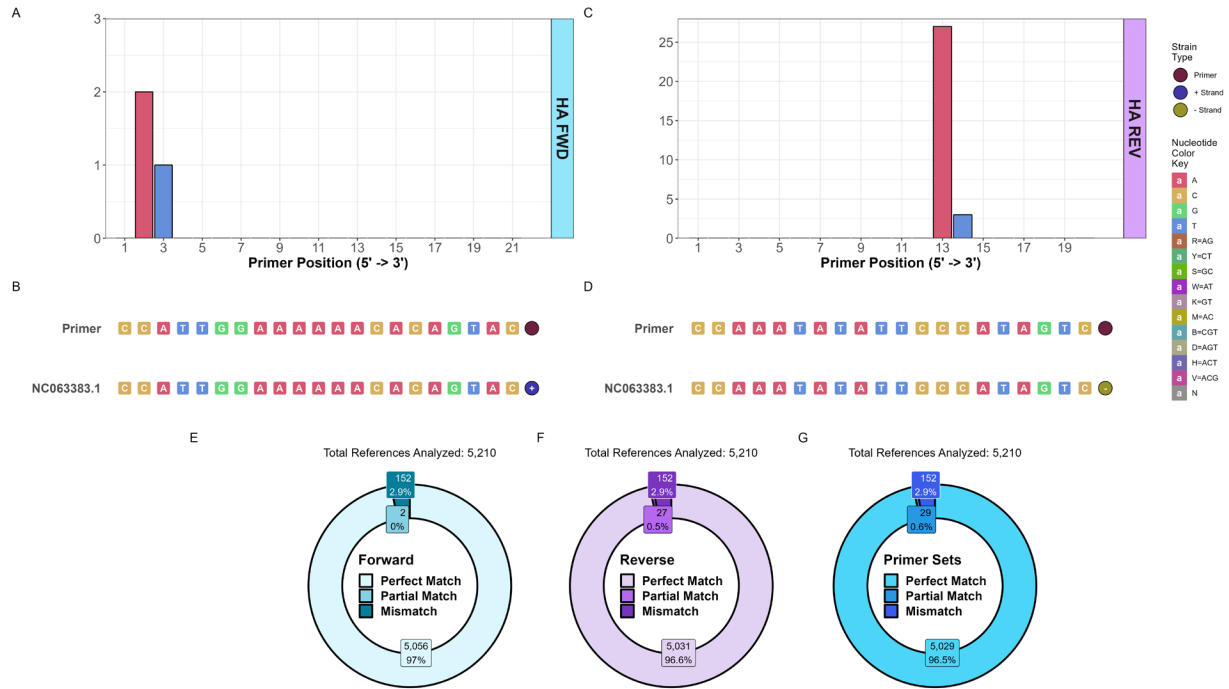 A
3
2
1
0
1 3 5 7 9 11 13 15 17 19 21
Primer Position (5' -> 3')
HA FWD
C
25
20
15
10
5
0
1 3 5 7 9 11 13 15 17 19
Primer Position (5' -> 3')
HA REV
Strain
Type
Primer
+ Strand
- Strand
Nucleotide
Color
Key
a A
a C
a G
a T
a R=AG
a Y=CT
a S=GC
a W=AT
a K=GT
a M=AC
a B=CGT
a D=AGT
a H=ACT
a V=ACG
a N
B
Primer C C A T T G G A A A A A A C A C A G T A C
NC063383.1 C C A T T G G A A A A A A C A C A G T A C +
D
Primer C C A A A T A T A T T C C C A T A G T C
NC063383.1 C C A A A T A T A T T C C C A T A G T C -
E
Total References Analyzed: 5,210
152
2.9%
2
0%
Forward
Perfect Match
Partial Match
Mismatch
5,056
97%
F
Total References Analyzed: 5,210
152
2.9%
27
0.5%
Reverse
Perfect Match
Partial Match
Mismatch
5,031
96.6%
G
Total References Analyzed: 5,210
152
2.9%
29
0.6%
Primer Sets
Perfect Match
Partial Match
Mismatch
5,029
96.5%